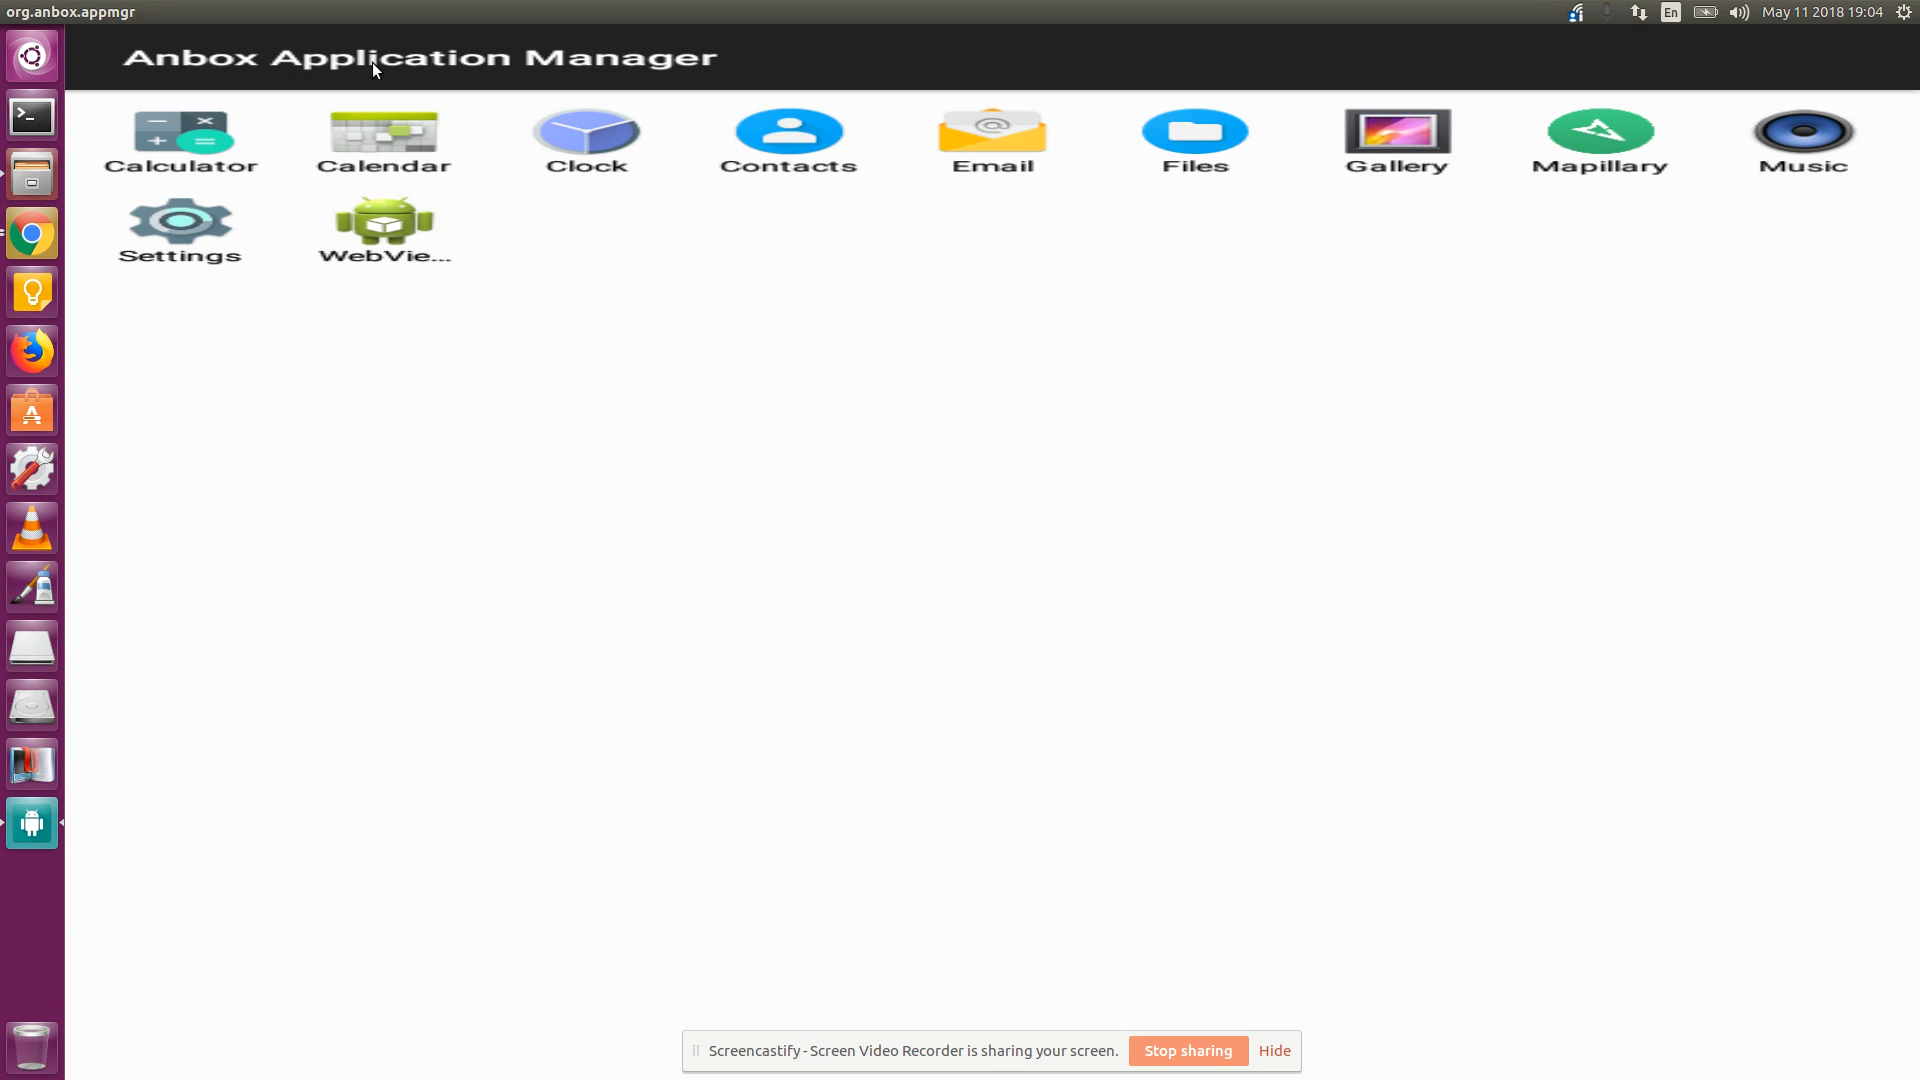 org.anbox.appmgr
En
May 11 2018 19:04
Anbox Application Manager
Calculator
Calendar
Clock
Contacts
Email
Files
Gallery
Mapillary
Music
Settings
WebVie...
Screencastify - Screen Video Recorder is sharing your screen.
Stop sharing
Hide